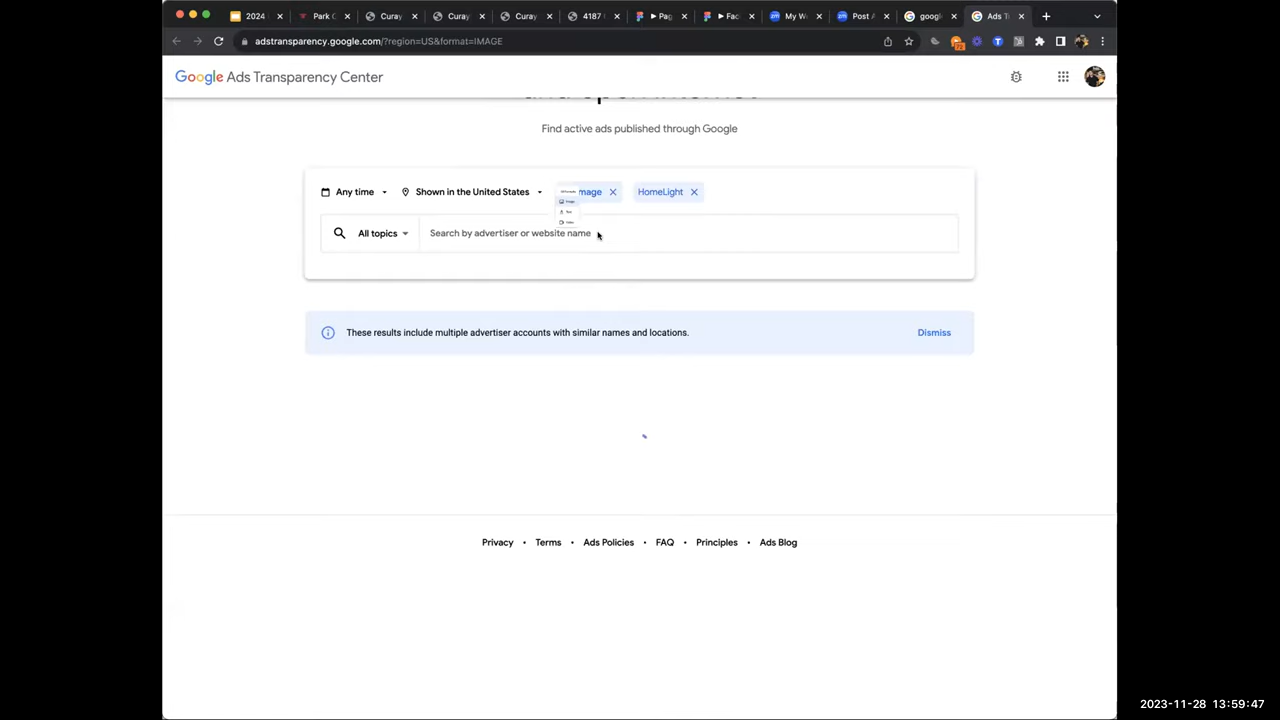 2024
Park C
Curay
Curay
Curay
4187
Pag
Fac
My W
Post A
googl
Ads T
adstransparency.google.com/?region=US&format=IMAGE
Google Ads Transparency Center
Find active ads published through Google
Any time
Shown in the United States
mage
HomeLight
All topics
Search by advertiser or website name
These results include multiple advertiser accounts with similar names and locations.
Dismiss
Privacy • Terms • Ads Policies • FAQ • Principles • Ads Blog
2023-11-28 13:59:47